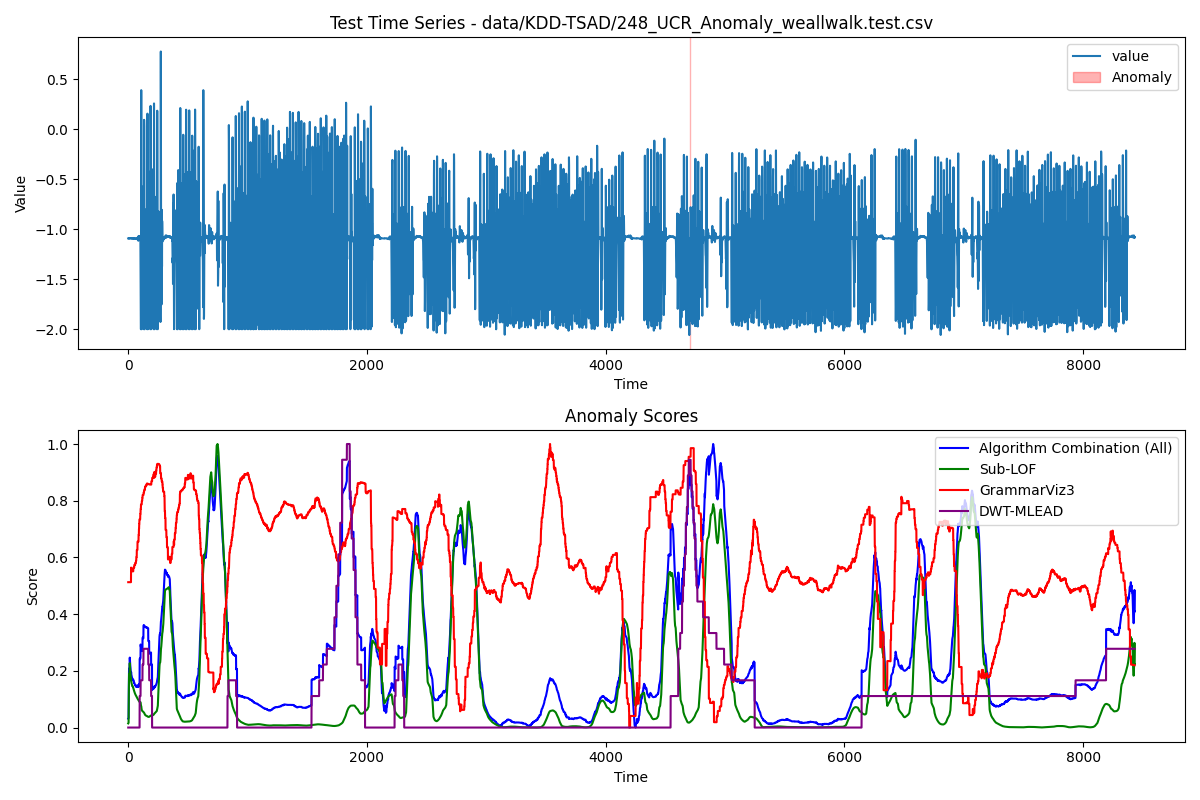 Test Time Series - data/KDD-TSAD/248_UCR_Anomaly_weallwalk.test.csv
value
Anomaly
0.5
0.0
−0.5
−1.0
−1.5
−2.0
Value
0 2000 4000 6000 8000
Time
Anomaly Scores
Algorithm Combination (All)
Sub-LOF
GrammarViz3
DWT-MLEAD
1.0
0.8
0.6
0.4
0.2
0.0
Score
0 2000 4000 6000 8000
Time